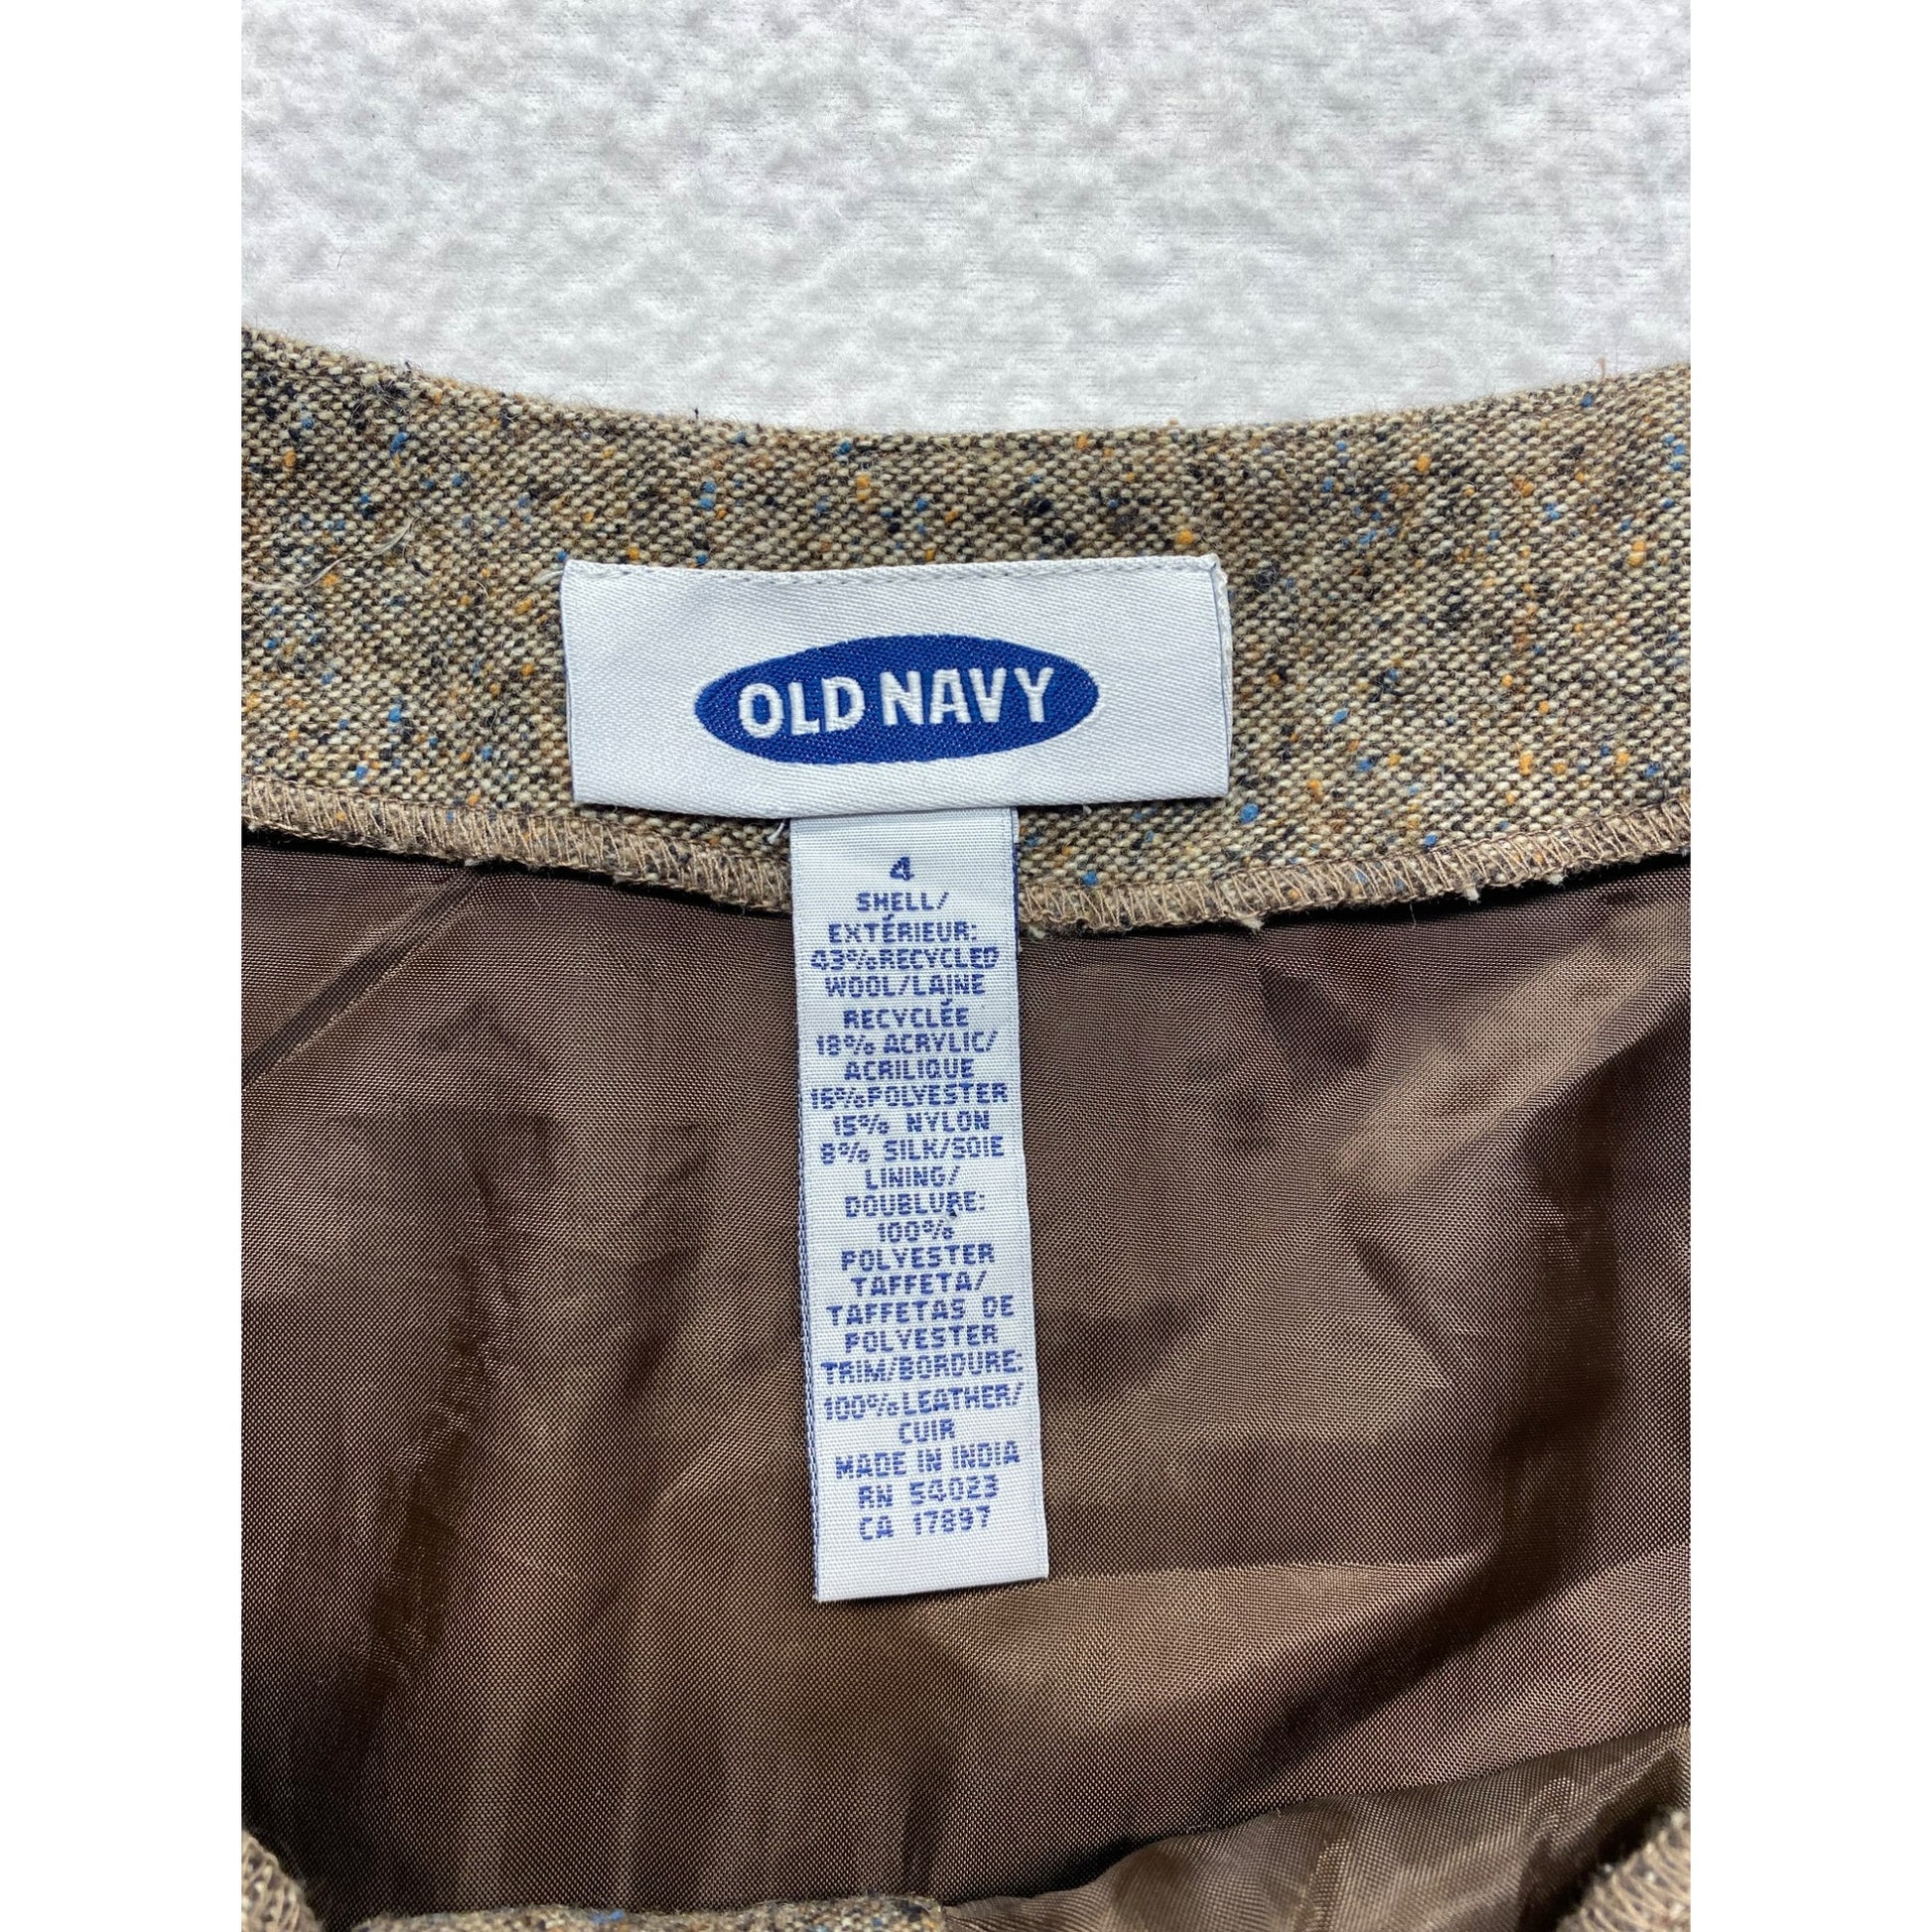 OLD NAVY
4
SHELL/
EXTÉRIEUR:
43% RECYCLED
WOOL/LAINE
RECYCLÉE
18% ACRYLIC/
ACRILIQUE
16% POLYESTER
15% NYLON
8% SILK/SOIE
LINING/
DOUBLURE:
100%
POLYESTER
TAFFETA/
TAFFETAS DE
POLYESTER
TRIM/BORDURE:
100% LEATHER/
CUIR
MADE IN INDIA
RN 54023
CA 17897